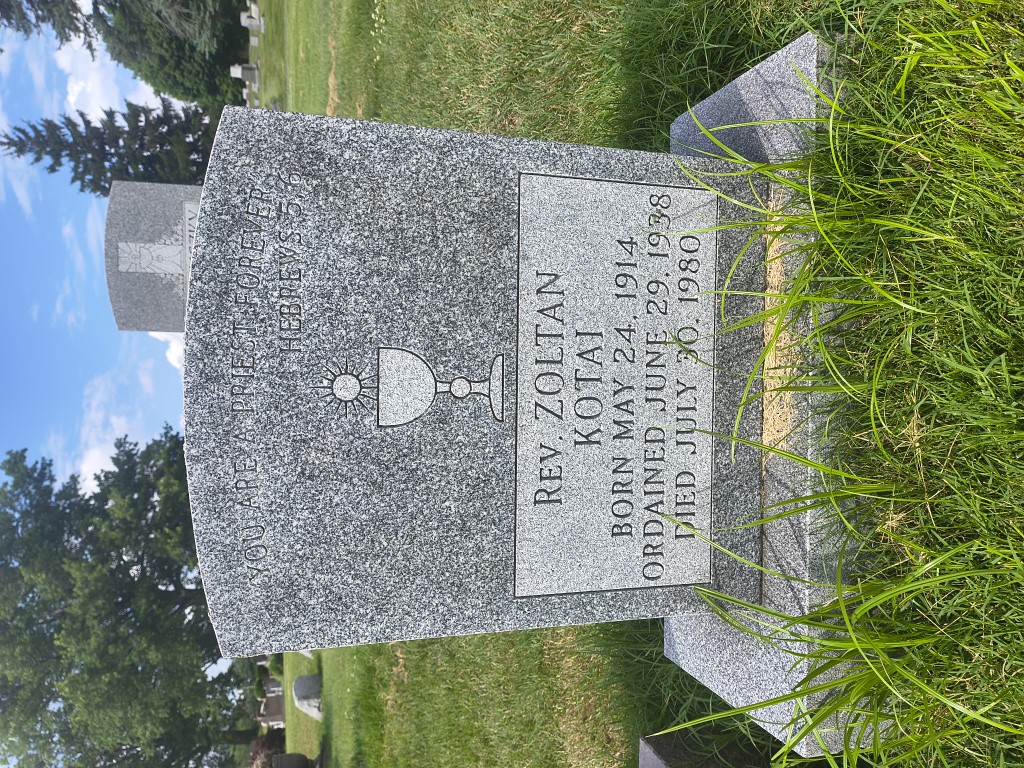 YOU ARE A PRIEST FOREVER
HEBREWS 5:6
REV. ZOLTAN
KOTAI
BORN MAY 24, 1914
ORDAINED JUNE 29, 1938
DIED JULY 30, 1980